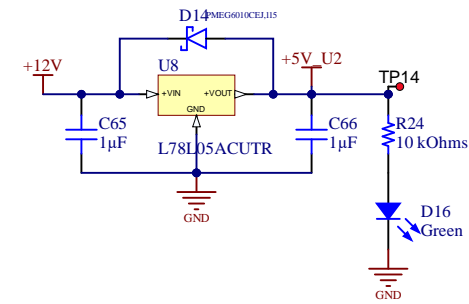 D14 PMEG6010CEJ,115
+12V
U8
+5V_U2
TP14
+VIN
+VOUT
GND
C65
1µF
C66
1µF
R24
10 kOhms
L78L05ACUTR
GND
D16
Green
GND